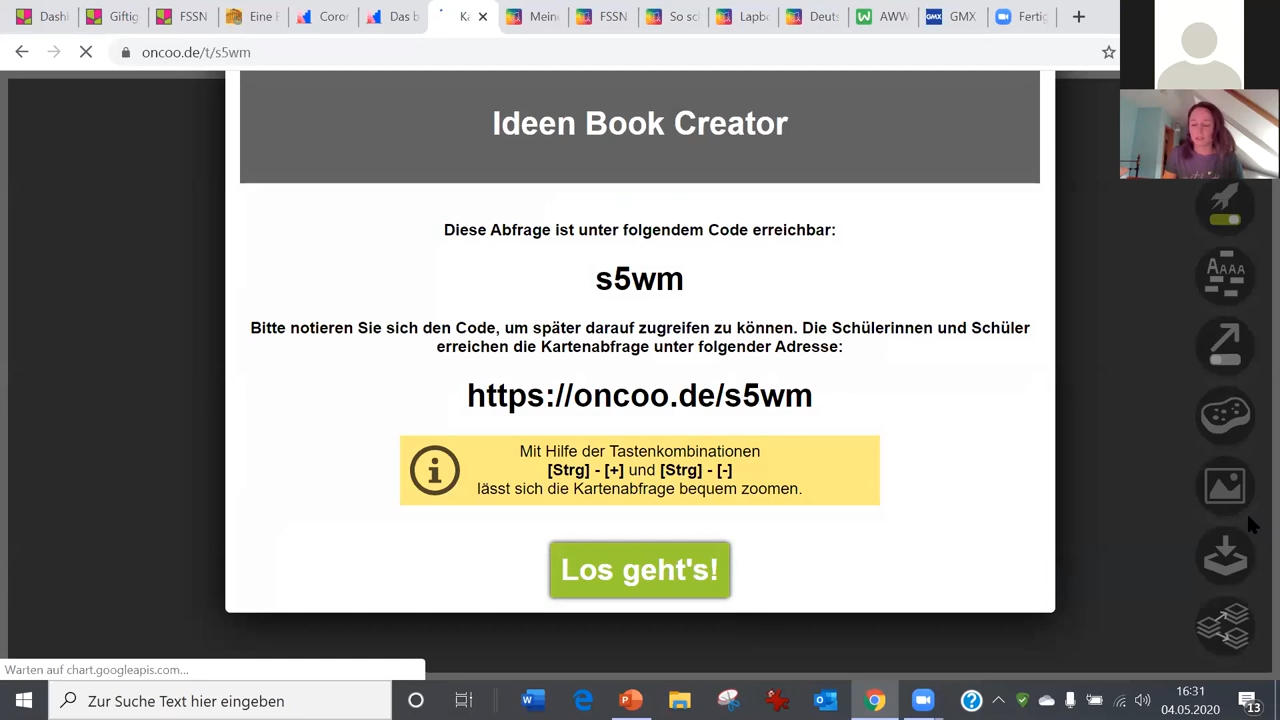 Dash
Giftig
FSSN
Eine F
Coror
Das b
Ka
Mein
FSSN
So sc
Lapb
Deuts
AWW
GMX
Fertig
oncoo.de/t/s5wm
Ideen Book Creator
Diese Abfrage ist unter folgendem Code erreichbar:
s5wm
Bitte notieren Sie sich den Code, um später darauf zugreifen zu können. Die Schülerinnen und Schüler
erreichen die Kartenabfrage unter folgender Adresse:
https://oncoo.de/s5wm
Mit Hilfe der Tastenkombinationen
[Strg] - [+] und [Strg] - [-]
lässt sich die Kartenabfrage bequem zoomen.
Los geht's!
AAAA
Warten auf chart.googleapis.com...
Zur Suche Text hier eingeben
16:31
04.05.2020
13